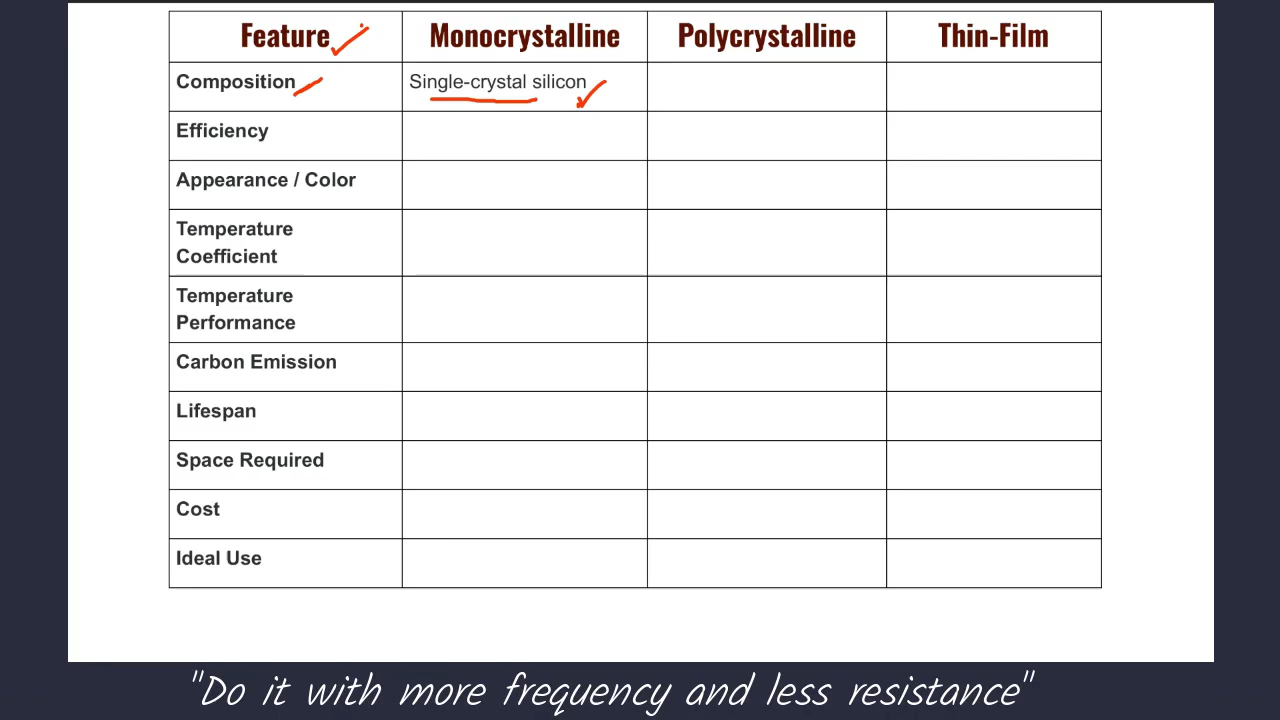 Feature Monocrystalline Polycrystalline Thin-Film
Composition Single-crystal silicon
Efficiency
Appearance / Color
Temperature
Coefficient
Temperature
Performance
Carbon Emission
Lifespan
Space Required
Cost
Ideal Use
"Do it with more frequency and less resistance"